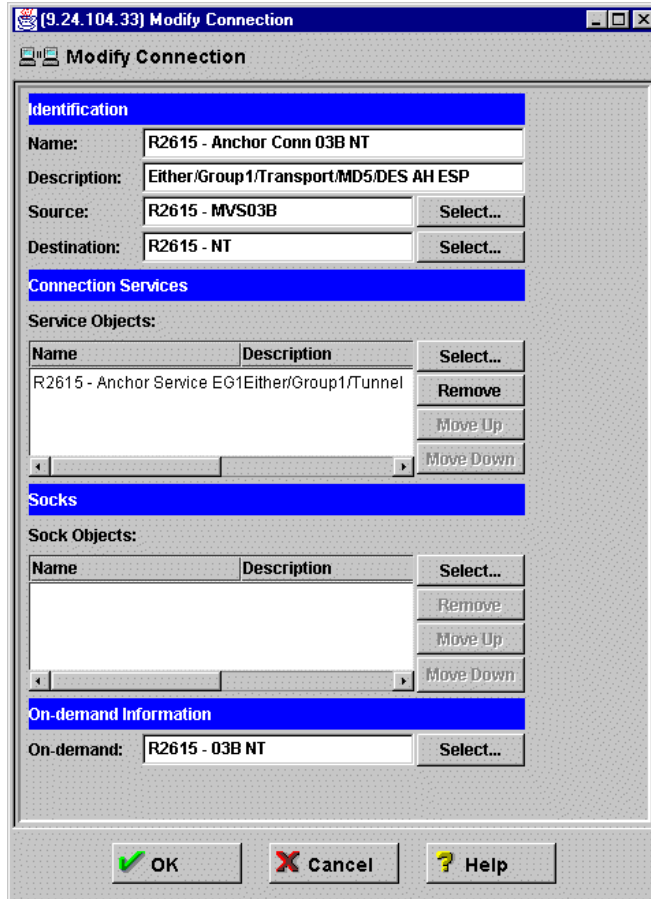 (9.24.104.33) Modify Connection
Modify Connection
Identification
Name: R2615 - Anchor Conn 03B NT
Description: Either/Group1/Transport/MD5/DES AH ESP
Source: R2615 - MVS03B Select...
Destination: R2615 - NT Select...
Connection Services
Service Objects:
Name Description Select...
R2615 - Anchor Service EG1Either/Group1/Tunnel Remove
Move Up
Move Down
Socks
Sock Objects:
Name Description Select...
Remove
Move Up
Move Down
On-demand Information
On-demand: R2615 - 03B NT Select...
OK Cancel Help